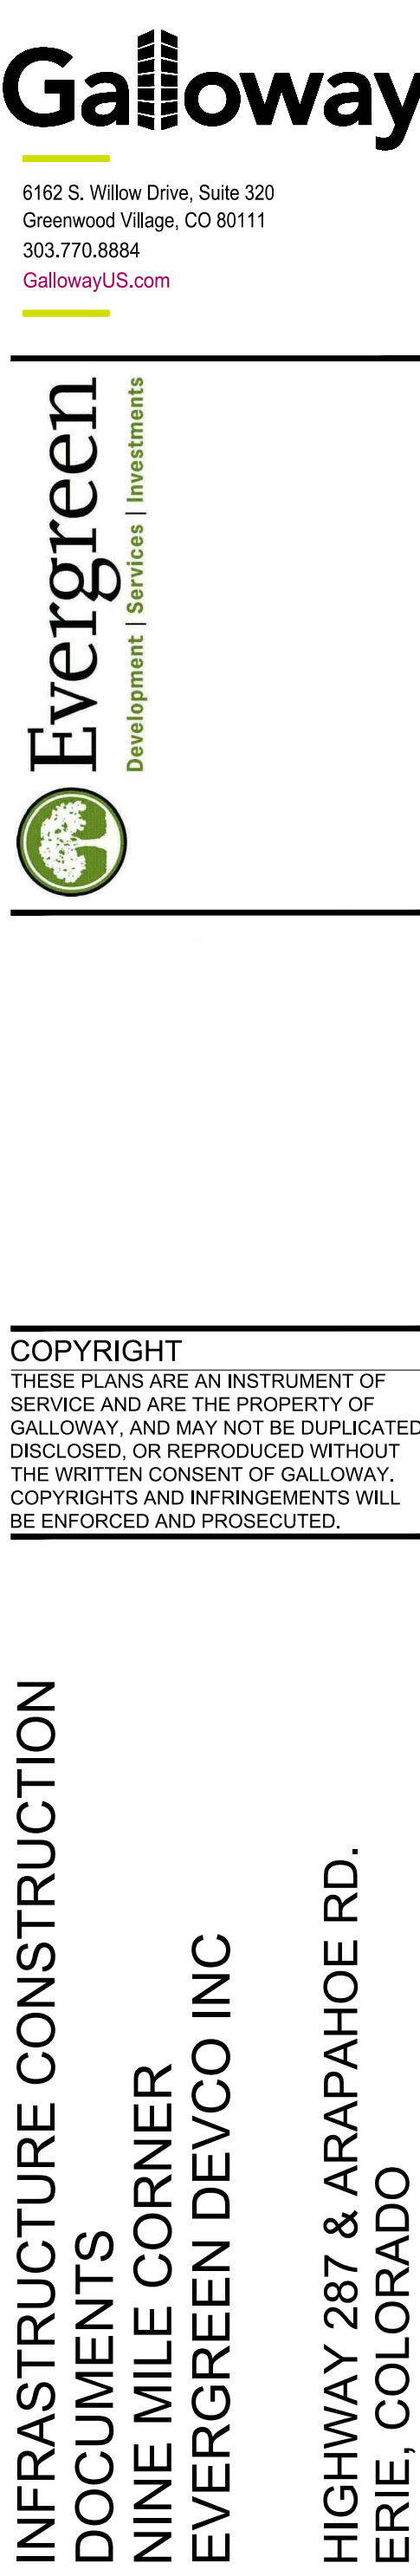 Galloway
6162 S. Willow Drive, Suite 320
Greenwood Village, CO 80111
303.770.8884
GallowayUS.com
Evergreen
Development | Services | Investments
COPYRIGHT
THESE PLANS ARE AN INSTRUMENT OF
SERVICE AND ARE THE PROPERTY OF
GALLOWAY, AND MAY NOT BE DUPLICATED
DISCLOSED, OR REPRODUCED WITHOUT
THE WRITTEN CONSENT OF GALLOWAY.
COPYRIGHTS AND INFRINGEMENTS WILL
BE ENFORCED AND PROSECUTED.
INFRASTRUCTURE CONSTRUCTION
DOCUMENTS
NINE MILE CORNER
EVERGREEN DEVCO INC
HIGHWAY 287 & ARAPAHOE RD.
ERIE, COLORADO